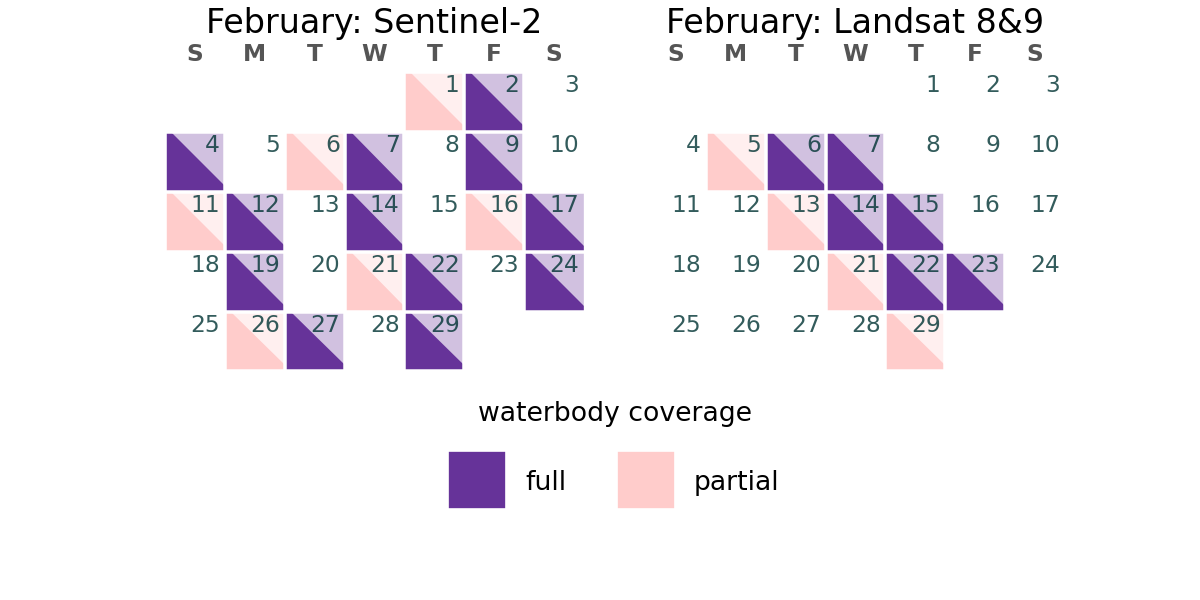 February: Sentinel-2
S M T W T F S
1 2 3
4 5 6 7 8 9 10
11 12 13 14 15 16 17
18 19 20 21 22 23 24
25 26 27 28 29
February: Landsat 8&9
S M T W T F S
1 2 3
4 5 6 7 8 9 10
11 12 13 14 15 16 17
18 19 20 21 22 23 24
25 26 27 28 29
waterbody coverage
full partial